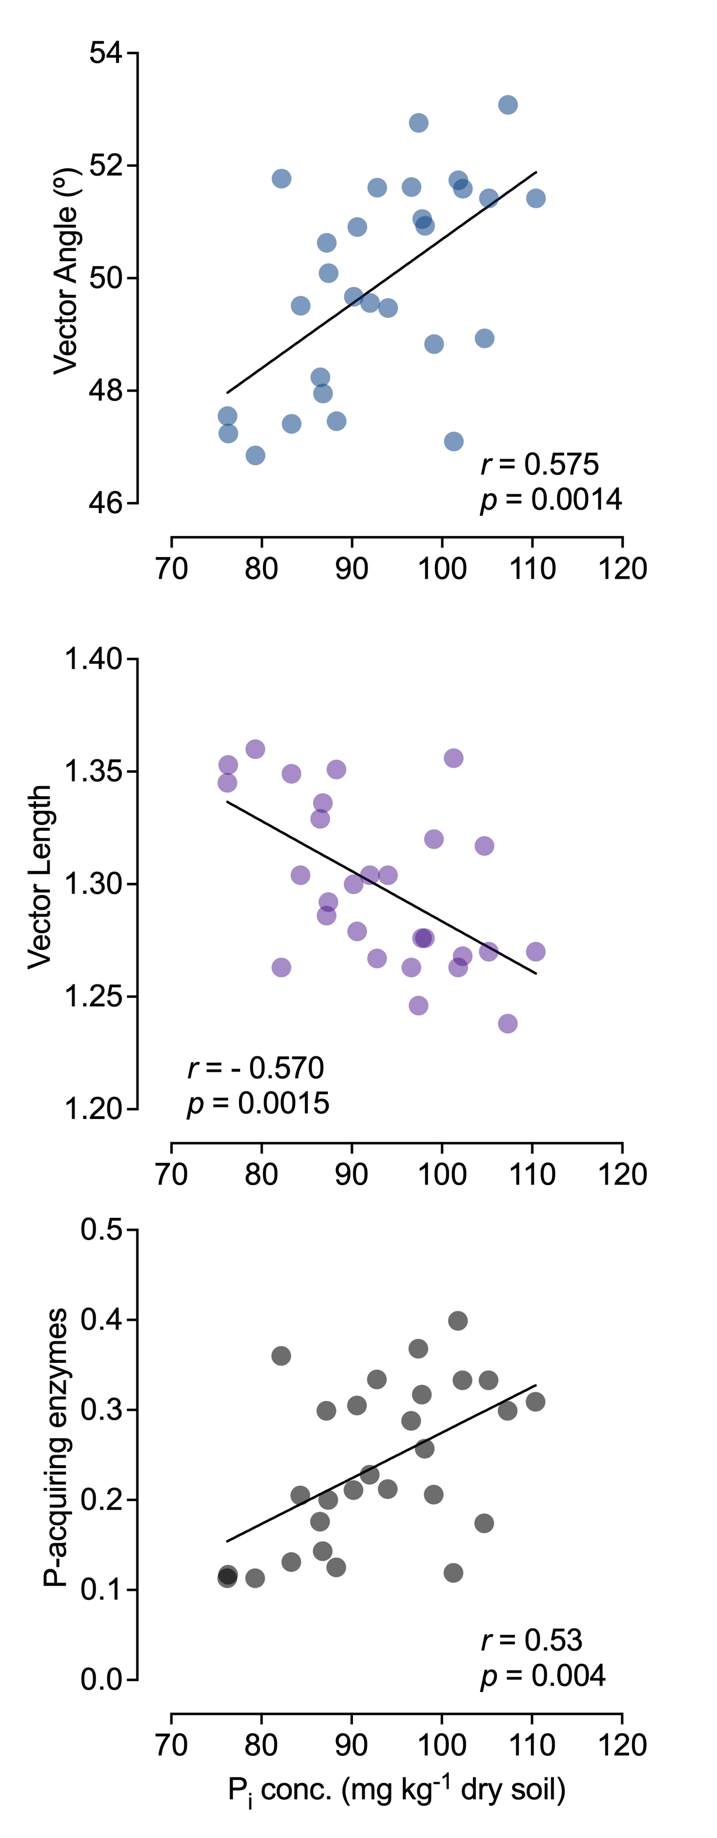 54
52
50
48
46
Vector Angle (º)
r = 0.575
p = 0.0014
70 80 90 100 110 120
1.40
1.35
1.30
1.25
1.20
Vector Length
r = - 0.570
p = 0.0015
70 80 90 100 110 120
0.5
0.4
0.3
0.2
0.1
0.0
P-acquiring enzymes
r = 0.53
p = 0.004
70 80 90 100 110 120
Pi conc. (mg kg-1 dry soil)